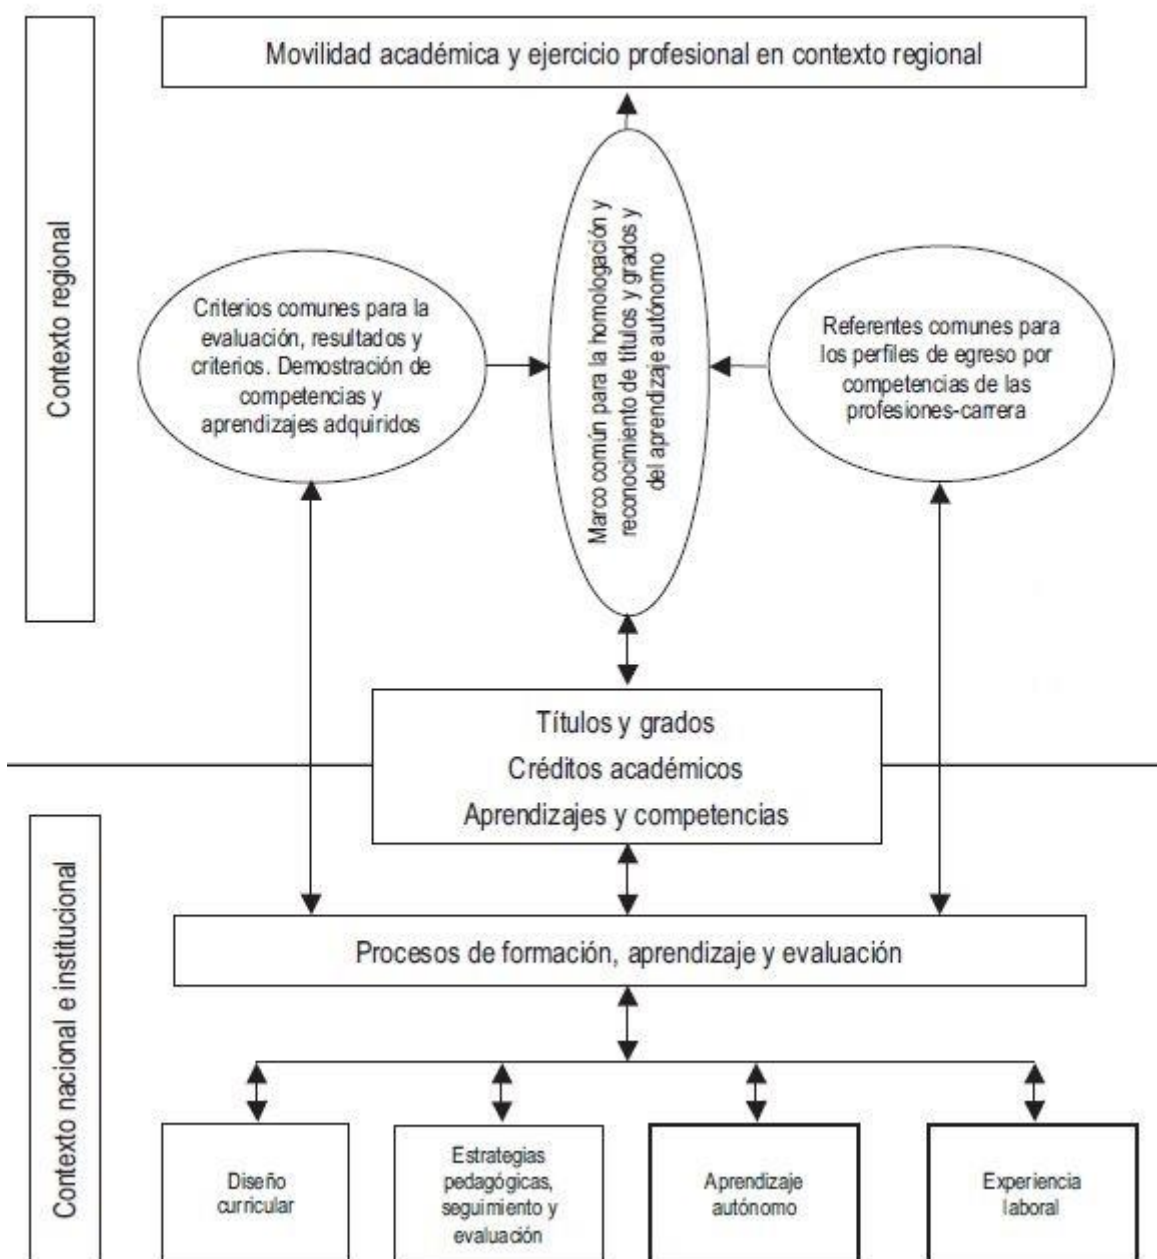 Contexto regional
Movilidad académica y ejercicio profesional en contexto regional
Criterios comunes para la
evaluación, resultados y
criterios. Demostración de
competencias y
aprendizajes adquiridos
Marco común para la homologación y
reconocimiento de títulos y grados y
del aprendizaje autónomo
Referentes comunes para
los perfiles de egreso por
competencias de las
profesiones-carrera
Títulos y grados
Créditos académicos
Aprendizajes y competencias
Contexto nacional e institucional
Procesos de formación, aprendizaje y evaluación
Diseño
curricular
Estrategias
pedagógicas,
seguimiento y
evaluación
Aprendizaje
autónomo
Experiencia
laboral